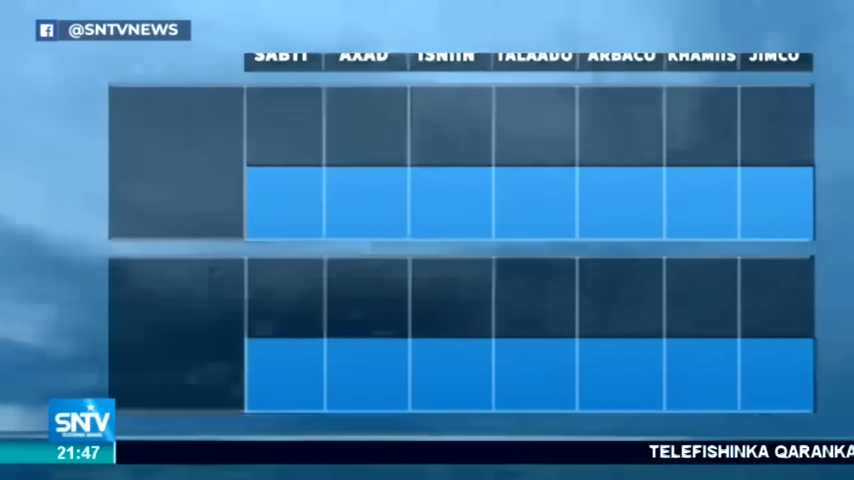 @SNTVNEWS
SABTI AXAD ISNIIN TALAADO ARBACO KHAMIIS JIMCO
SNTV
21:47
TELEFISHINKA QARANKA